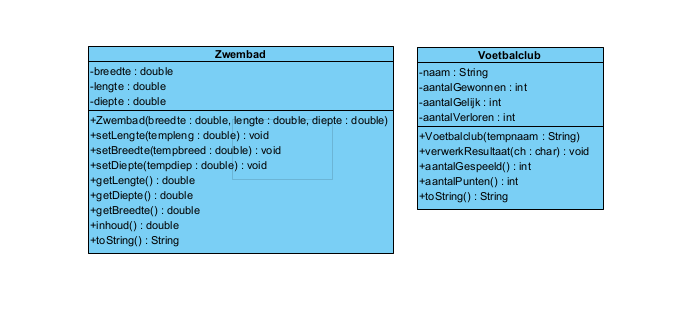 Zwembad
-breedte : double
-lengte : double
-diepte : double
+Zwembad(breedte : double, lengte : double, diepte : double)
+setLengte(templeng : double) : void
+setBreedte(tempbreed : double) : void
+setDiepte(tempdiep : double) : void
+getLengte() : double
+getDiepte() : double
+getBreedte() : double
+inhoud() : double
+toString() : String
Voetbalclub
-naam : String
-aantalGewonnen : int
-aantalGelijk : int
-aantalVerloren : int
+Voetbalclub(tempnaam : String)
+verwerkResultaat(ch : char) : void
+aantalGespeeld() : int
+aantalPunten() : int
+toString() : String